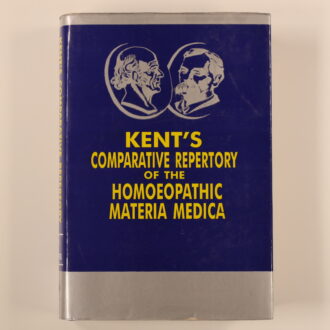 KENT'S
COMPARATIVE REPERTORY
OF THE
HOMOEOPATHIC
MATERIA MEDICA